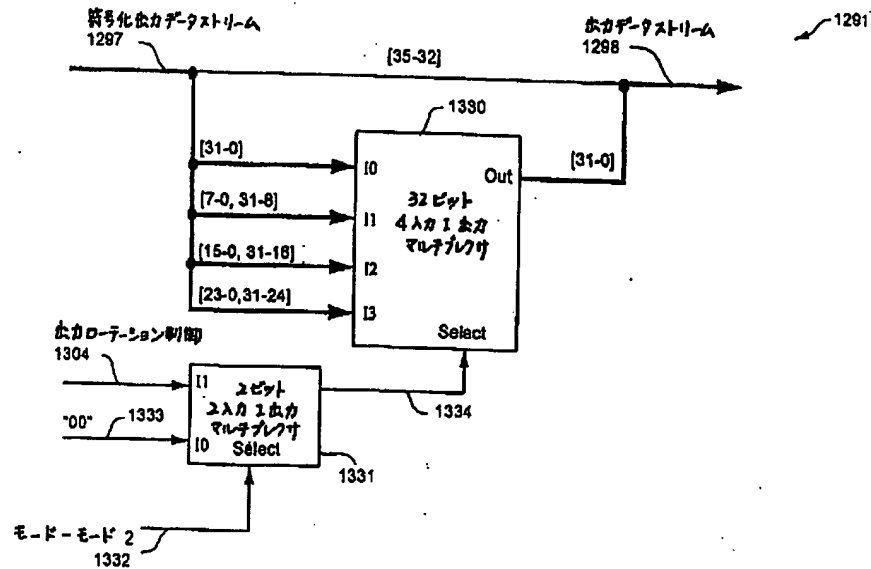 符号化出力データストリーム
1297
[35-32]
出力データストリーム
1298
1291
1330
[31-0]
I0
Out
[31-0]
[7-0, 31-8]
I1
32ビット
4入力1出力
マルチプレクサ
[15-0, 31-16]
I2
[23-0,31-24]
I3
Select
出力ローテーション制御
1304
I1
2ビット
2入力1出力
マルチプレクサ
Select
1334
"00"
1333
I0
1331
モード-モード 2
1332